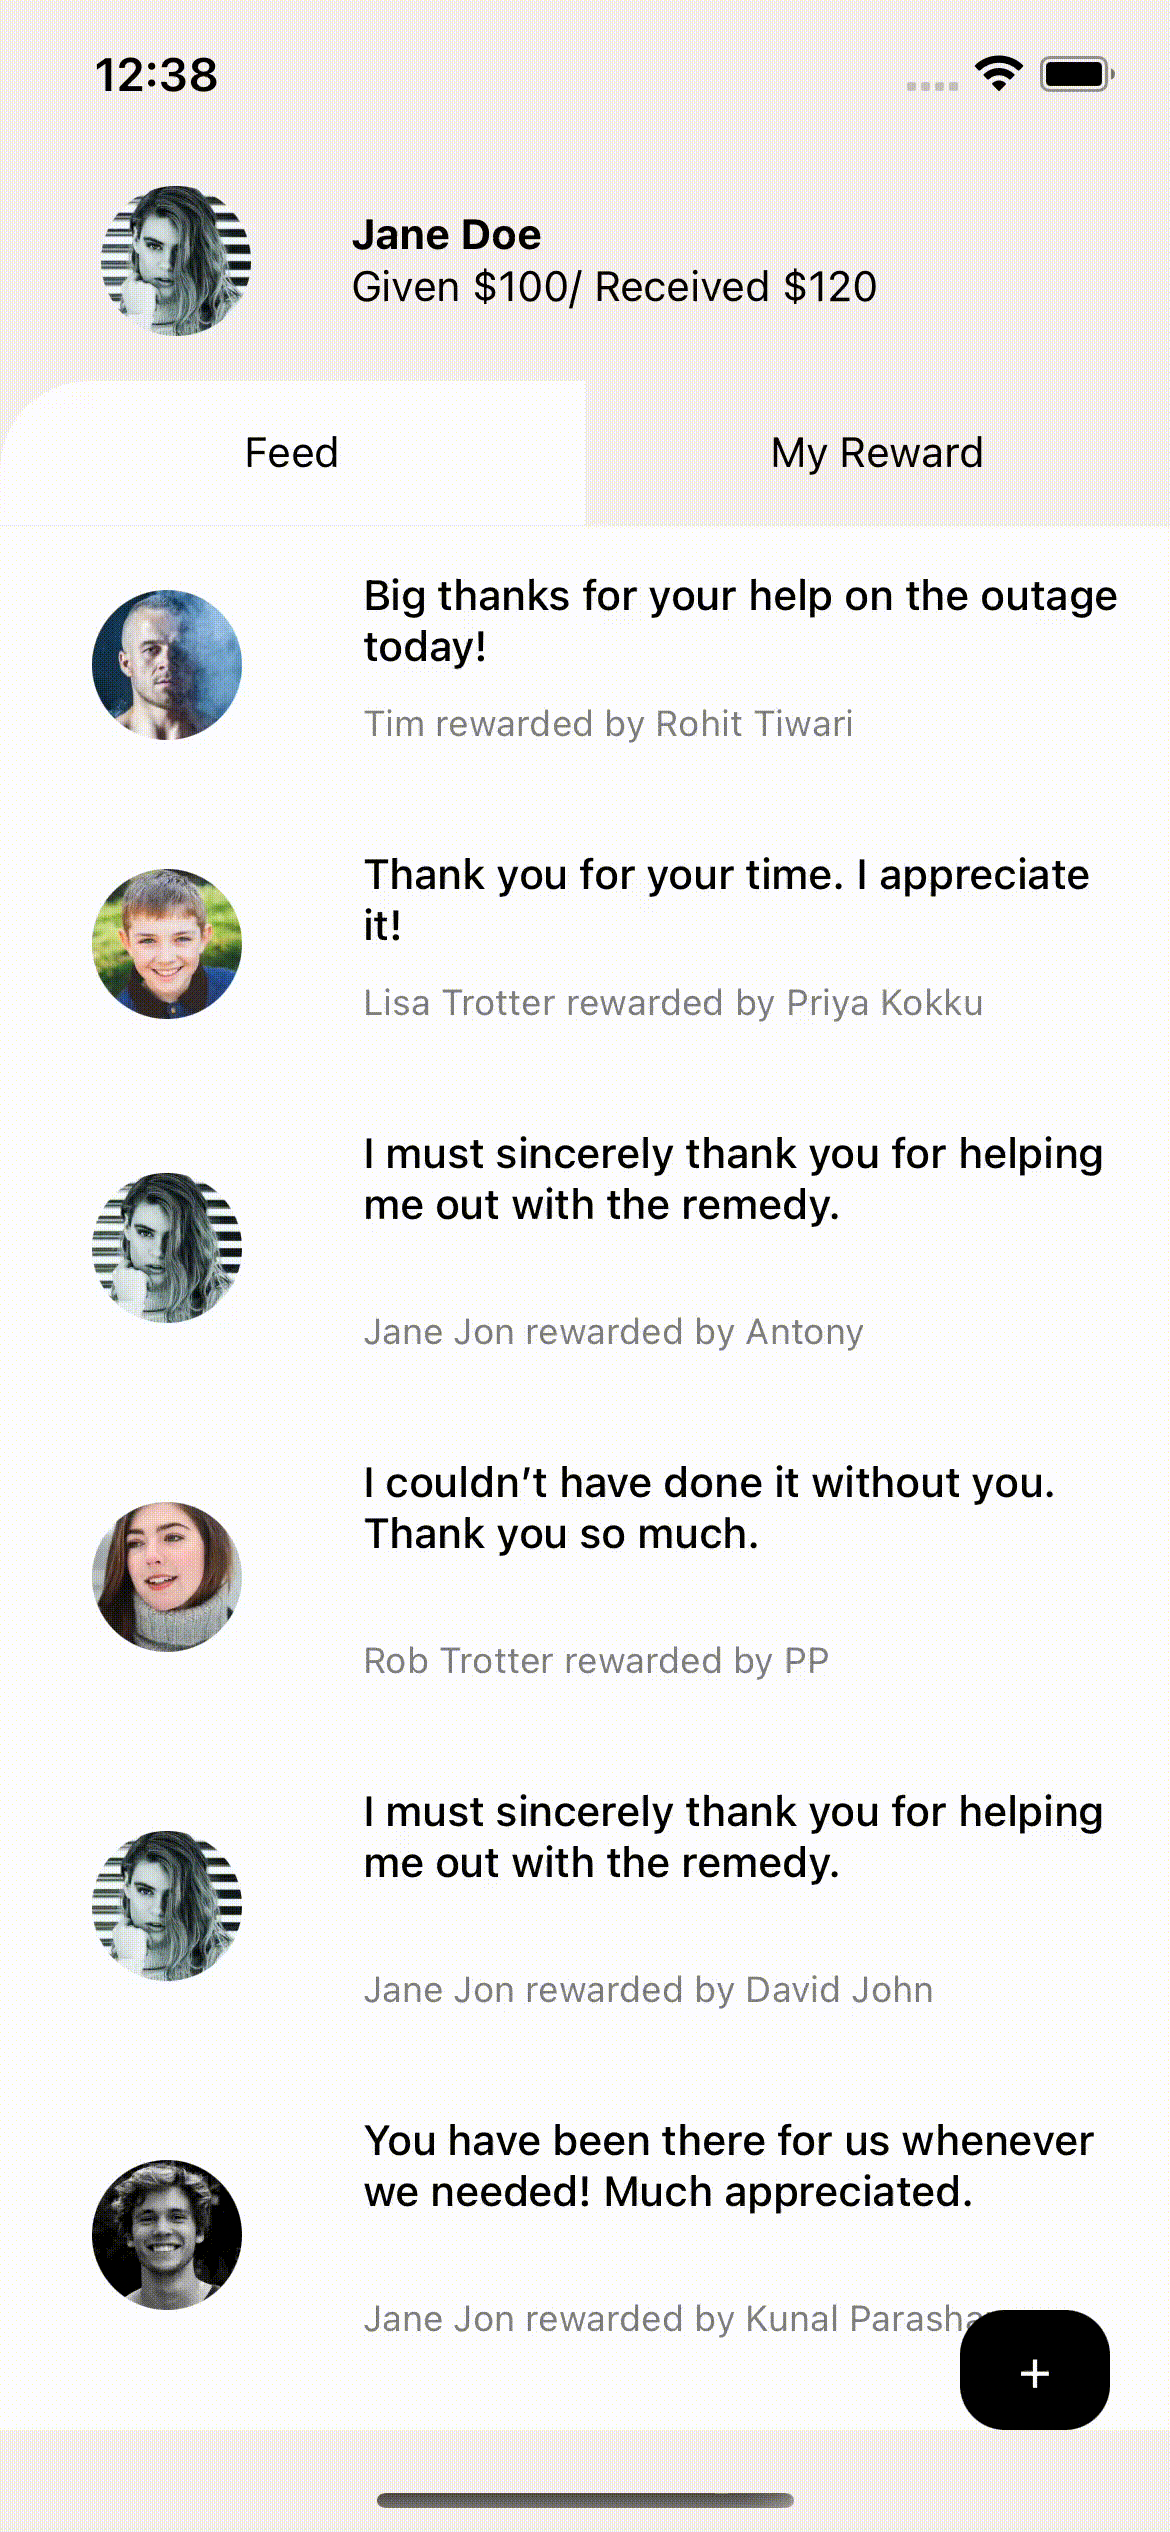 12:38
Jane Doe
Given $100/ Received $120
Feed
My Reward
Big thanks for your help on the outage
today!
Tim rewarded by Rohit Tiwari
Thank you for your time. I appreciate
it!
Lisa Trotter rewarded by Priya Kokku
I must sincerely thank you for helping
me out with the remedy.
Jane Jon rewarded by Antony
I couldn’t have done it without you.
Thank you so much.
Rob Trotter rewarded by PP
I must sincerely thank you for helping
me out with the remedy.
Jane Jon rewarded by David John
You have been there for us whenever
we needed! Much appreciated.
Jane Jon rewarded by Kunal
+